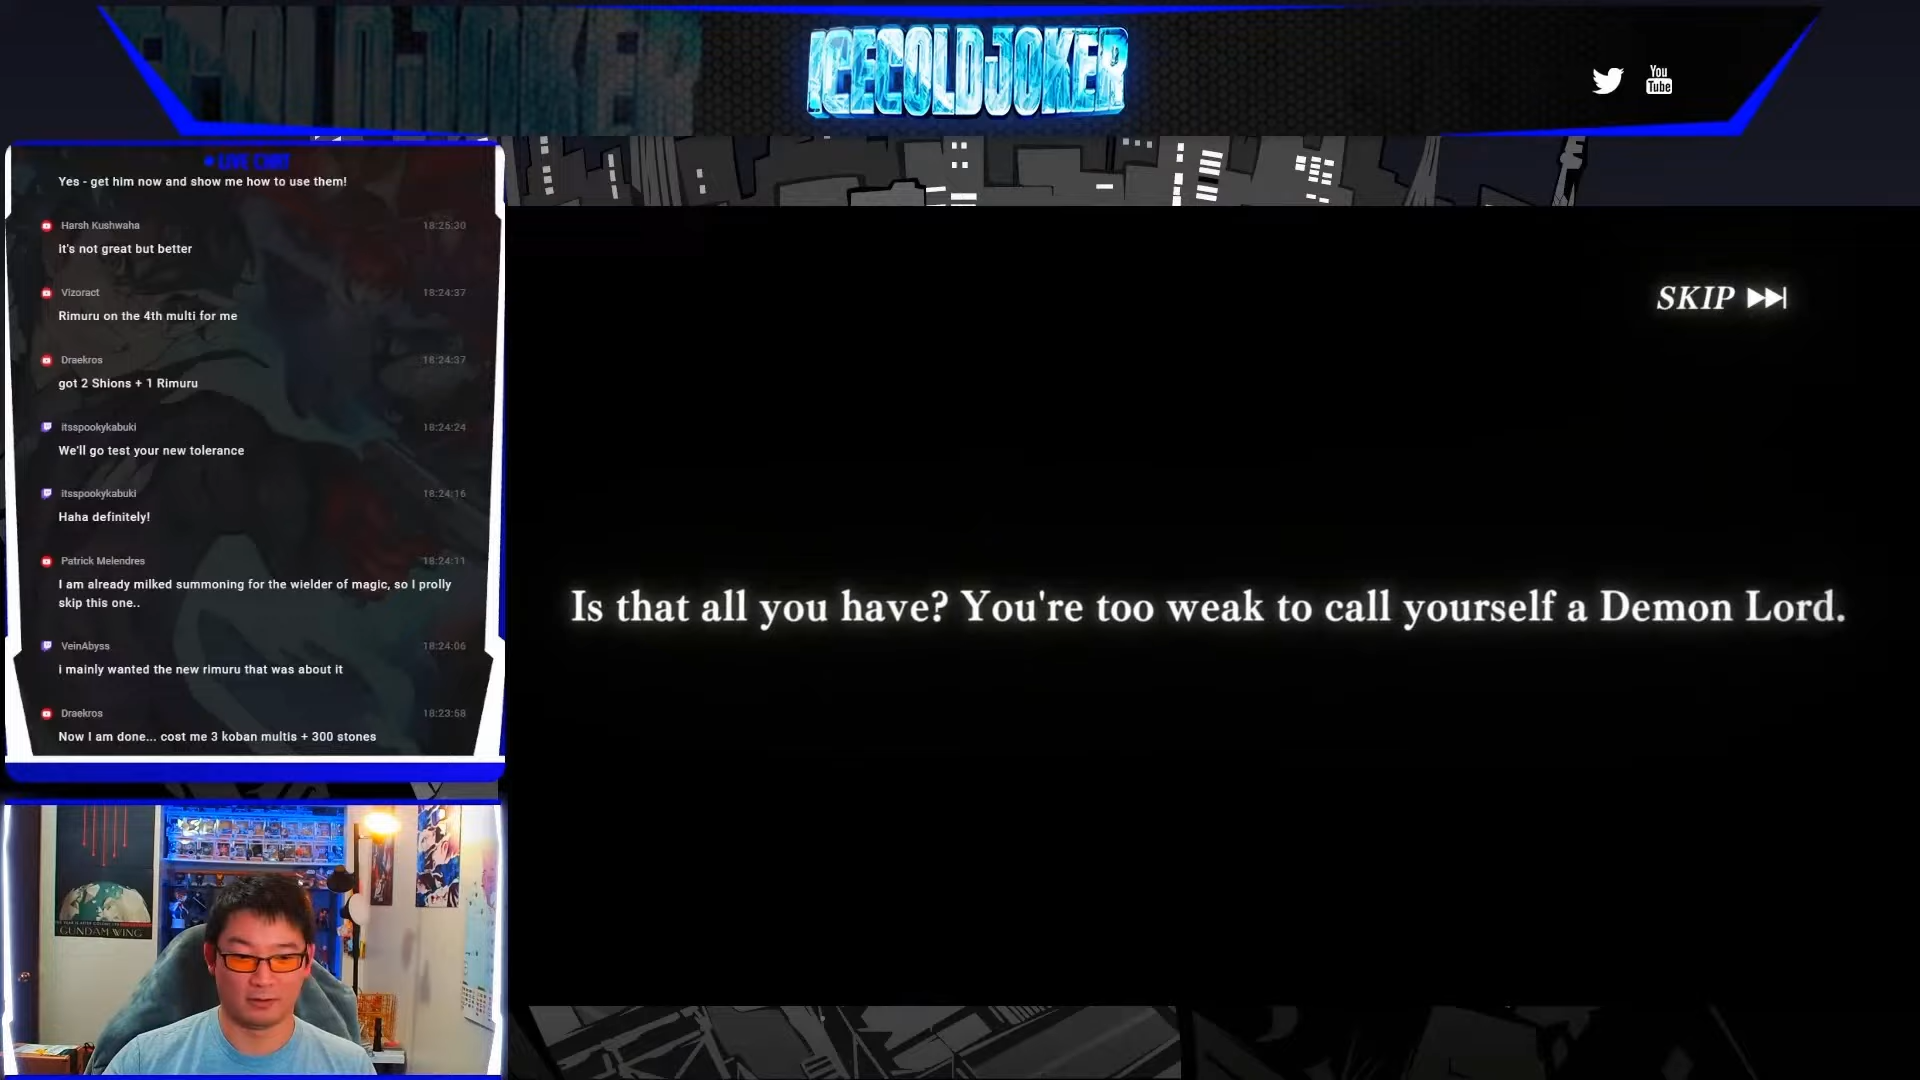 ICECOLDJOKER
You
Tube
LIVE CHAT
Yes - get him now and show me how to use them!
Harsh Kushwaha 18:25:30
it's not great but better
Vizoract 18:24:37
Rimuru on the 4th multi for me
Draekros 18:24:37
got 2 Shions + 1 Rimuru
itsspookykabuki 18:24:24
We'll go test your new tolerance
itsspookykabuki 18:24:16
Haha definitely!
Patrick Melendres 18:24:11
I am already milked summoning for the wielder of magic, so I prolly
skip this one..
VeinAbyss 18:24:06
i mainly wanted the new rimuru that was about it
Draekros 18:23:58
Now I am done... cost me 3 koban multis + 300 stones
SKIP
Is that all you have? You're too weak to call yourself a Demon Lord.
GUNDAM WING